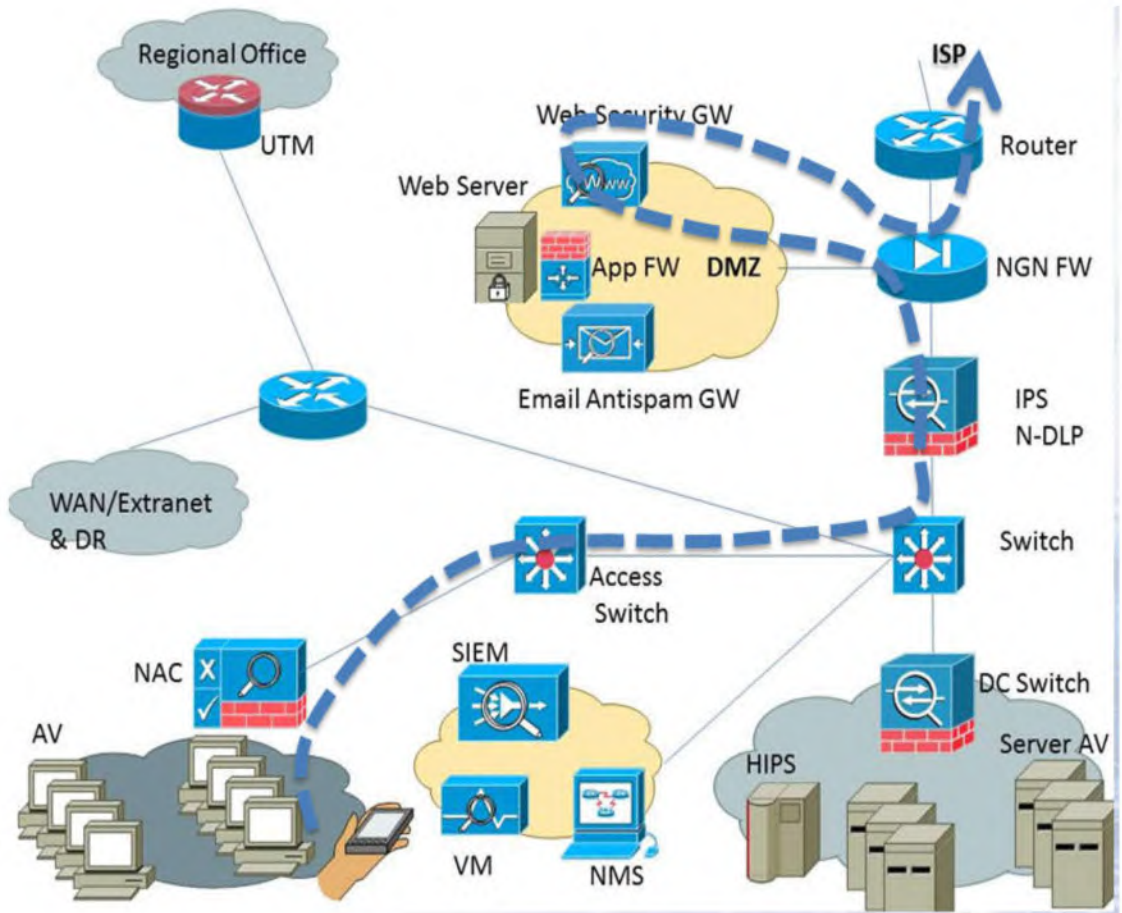 Regional Office
UTM
ISP
Web Security GW
Router
Web Server
WWW
App FW
DMZ
NGN FW
Email Antispam GW
IPS
N-DLP
WAN/Extranet
& DR
Access
Switch
Switch
NAC
X
SIEM
DC Switch
AV
HIPS
Server AV
VM
NMS